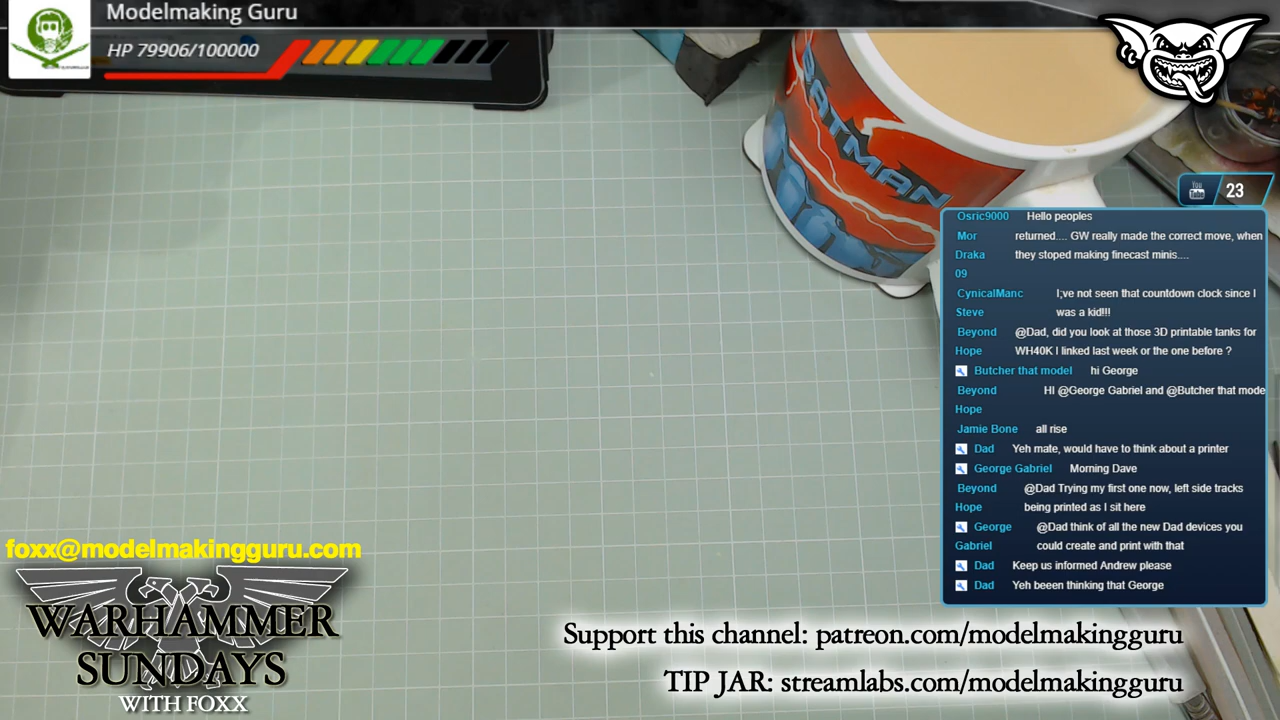 Modelmaking Guru
HP 79906/100000
BATMAN
You
Tube
23
Osric9000 Hello peoples
Mor returned.... GW really made the correct move, when
Draka they stoped making finecast minis....
09
CynicalManc I;ve not seen that countdown clock since I
Steve was a kid!!!
Beyond @Dad, did you look at those 3D printable tanks for
Hope WH40K I linked last week or the one before ?
Butcher that model hi George
Beyond HI @George Gabriel and @Butcher that mode
Hope
Jamie Bone all rise
Dad Yeh mate, would have to think about a printer
George Gabriel Morning Dave
Beyond @Dad Trying my first one now, left side tracks
Hope being printed as I sit here
George @Dad think of all the new Dad devices you
Gabriel could create and print with that
Dad Keep us informed Andrew please
Dad Yeh beeen thinking that George
foxx@modelmakingguru.com
WARHAMMER
SUNDAYS
WITH FOXX
Support this channel: patreon.com/modelmakingguru
TIP JAR: streamlabs.com/modelmakingguru